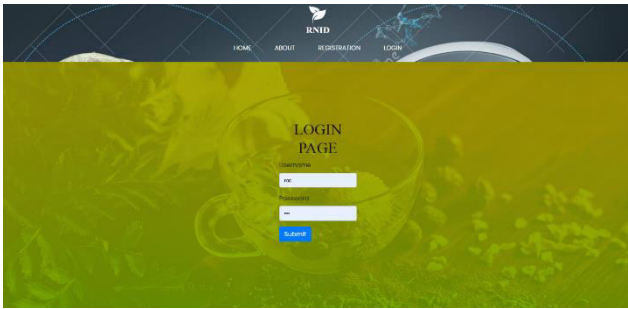 RNID
HOME ABOUT REGISTRATION LOGIN
LOGIN
PAGE
Username
Password
Submit